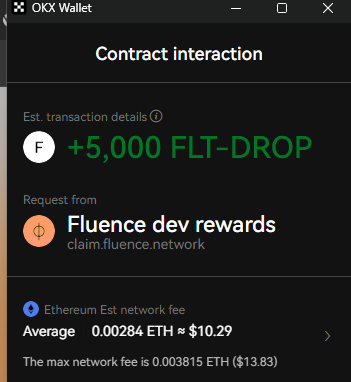 OKX Wallet
Contract interaction
Est. transaction details
F
+5,000 FLT-DROP
Request from
Fluence dev rewards
claim.fluence.network
Ethereum Est network fee
Average 0.00284 ETH ≈ $10.29
The max network fee is 0.003815 ETH ($13.83)